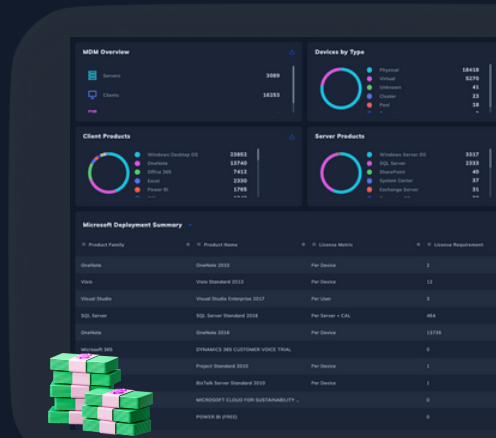 MDM Overview
Servers 3089
Clients 16253
Devices by Type
Physical 18418
Virtual 5270
Unknown 41
Cluster 23
Pool 18
Client Products
Windows Desktop OS 23852
OneNote 13740
Office 365 7412
Excel 2330
Power BI 1765
Server Products
Windows Server OS 3317
SQL Server 2333
SharePoint 40
System Center 37
Exchange Server 31
Microsoft Deployment Summary
Product Family Product Name License Metric License Requirement
OneNote OneNote 2013 Per Device 2
Visio Visio Standard 2013 Per Device 12
Visual Studio Visual Studio Enterprise 2017 Per User 3
SQL Server SQL Server Standard 2016 Per Server + CAL 464
OneNote OneNote 2016 Per Device 13735
Microsoft 365 DYNAMICS 365 CUSTOMER VOICE TRIAL 0
Project Standard 2010 Per Device 1
BizTalk Server Standard 2010 Per Device 1
MICROSOFT CLOUD FOR SUSTAINABILITY .. 0
POWER BI (FREE) 0